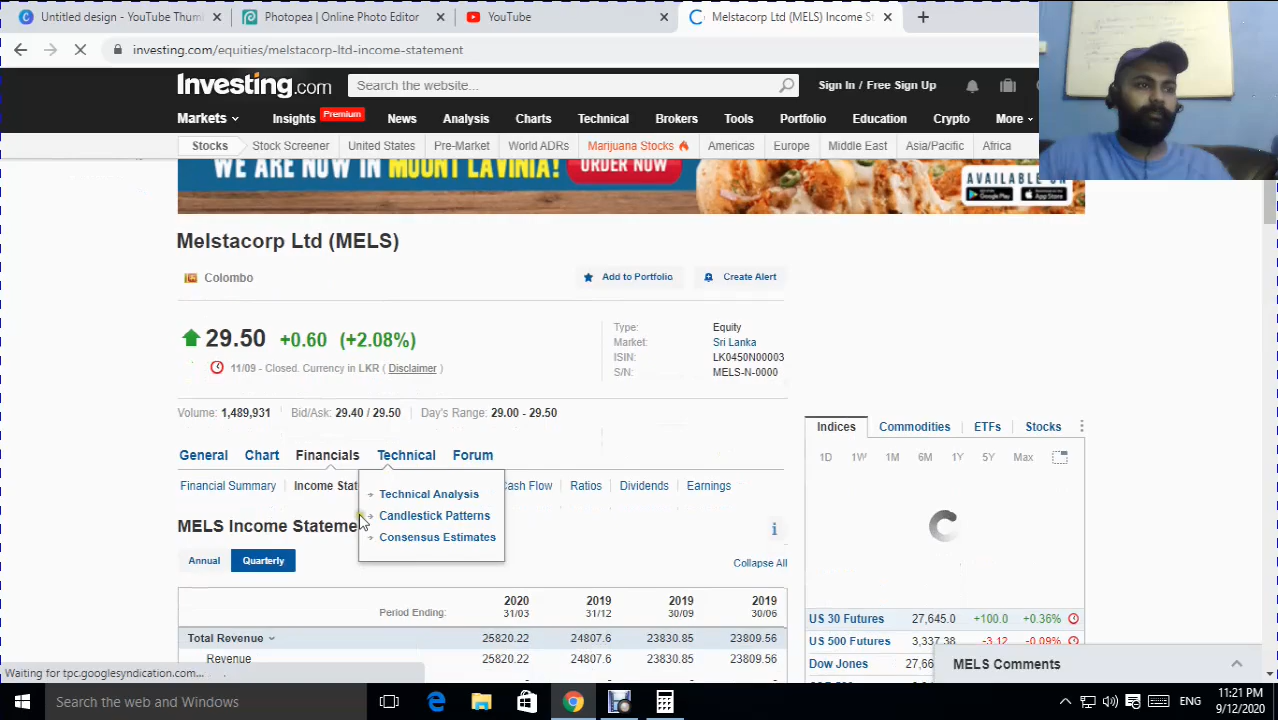 Untitled design - YouTube Thum
Photopea | Online Photo Editor
YouTube
Melstacorp Ltd (MELS) Income St
investing.com/equities/melstacorp-ltd-income-statement
Investing.com
Search the website...
Sign In / Free Sign Up
Markets
Insights
Premium
News
Analysis
Charts
Technical
Brokers
Tools
Portfolio
Education
Crypto
More
Stocks
Stock Screener
United States
Pre-Market
World ADRs
Marijuana Stocks
Americas
Europe
Middle East
Asia/Pacific
Africa
WE ARE NOW IN MOUNT LAVINIA!
ORDER NOW
AVAILABLE ON
Google Play
App Store
Melstacorp Ltd (MELS)
Colombo
Add to Portfolio
Create Alert
29.50 +0.60 (+2.08%)
11/09 - Closed. Currency in LKR ( Disclaimer )
Type: Equity
Market: Sri Lanka
ISIN: LK0450N00003
S/N: MELS-N-0000
Volume: 1,489,931
Bid/Ask: 29.40 / 29.50
Day's Range: 29.00 - 29.50
General
Chart
Financials
Technical
Forum
Financial Summary
Income Stat
Cash Flow
Ratios
Dividends
Earnings
Technical Analysis
Candlestick Patterns
Consensus Estimates
MELS Income Stateme
Annual
Quarterly
Collapse All
Period Ending:
2020 31/03
2019 31/12
2019 30/09
2019 30/06
Total Revenue 25820.22 24807.6 23830.85 23809.56
Revenue 25820.22 24807.6 23830.85 23809.56
Indices
Commodities
ETFs
Stocks
1D 1W 1M 6M 1Y 5Y Max
US 30 Futures 27,645.0 +100.0 +0.36%
US 500 Futures 3,337.38 -3.12 -0.09%
Dow Jones 27,66
MELS Comments
Waiting for tpc.googlesyndication.com...
Search the web and Windows
ENG
11:21 PM
9/12/2020